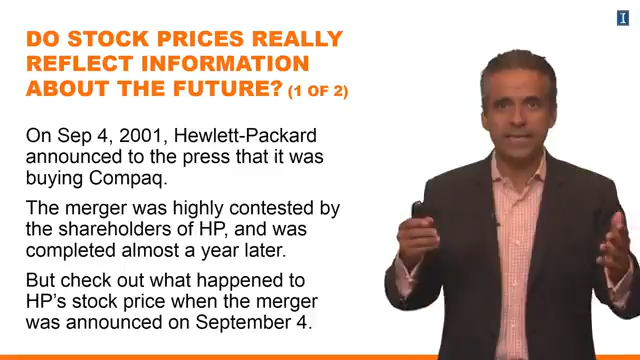 DO STOCK PRICES REALLY
REFLECT INFORMATION
ABOUT THE FUTURE? (1 OF 2)
On Sep 4, 2001, Hewlett-Packard
announced to the press that it was
buying Compaq.
The merger was highly contested by
the shareholders of HP, and was
completed almost a year later.
But check out what happened to
HP's stock price when the merger
was announced on September 4.
I